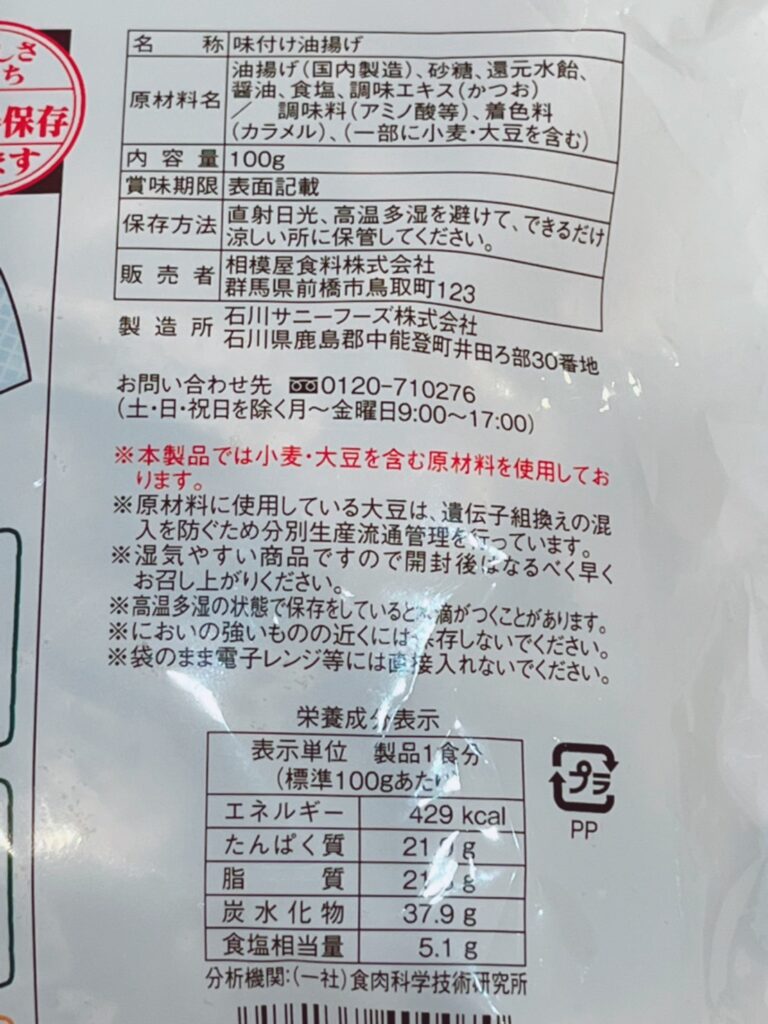 しさ
ち
保存
ます
名称 味付け油揚げ
原材料名 油揚げ(国内製造)、砂糖、還元水飴、
醤油、食塩、調味エキス(かつお)
/ 調味料(アミノ酸等)、着色料
(カラメル)、(一部に小麦・大豆を含む)
内容量 100g
賞味期限 表面記載
保存方法 直射日光、高温多湿を避けて、できるだけ
涼しい所に保管してください。
販売者 相模屋食料株式会社
群馬県前橋市鳥取町123
製造所 石川サニーフーズ株式会社
石川県鹿島郡中能登町井田ろ部30番地
お問い合わせ先 0120-710276
(土・日・祝日を除く月〜金曜日9:00〜17:00)
※本製品では小麦・大豆を含む原材料を使用してお
ります。
※原材料に使用している大豆は、遺伝子組換えの混
入を防ぐため分別生産流通管理を行っています。
※湿気やすい商品ですので開封後はなるべく早く
お召し上がりください。
※高温多湿の状態で保存をしていると水滴がつくことがあります。
※においの強いものの近くには保存しないでください。
※袋のまま電子レンジ等には直接入れないでください。
栄養成分表示
表示単位 製品1食分
(標準100gあたり)
エネルギー 429 kcal
たんぱく質 g
脂質 g
炭水化物 37.9 g
食塩相当量 5.1 g
分析機関:(一社)食肉科学技術研究所
プラ
PP